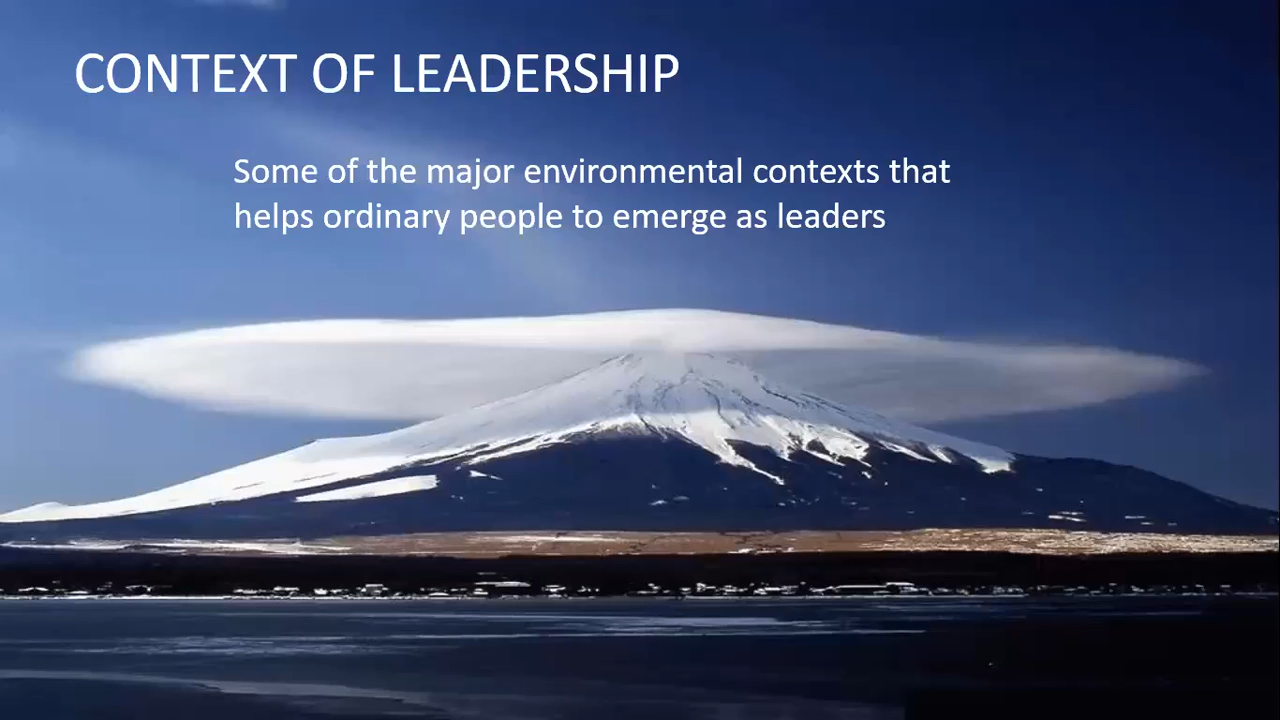 CONTEXT OF LEADERSHIP
Some of the major environmental contexts that
helps ordinary people to emerge as leaders